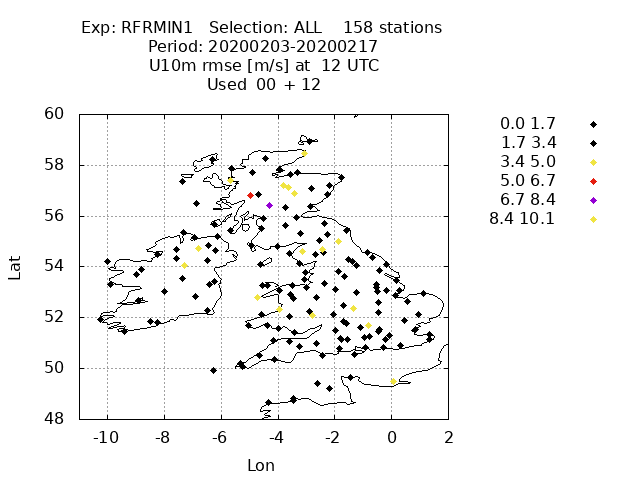 Exp: RFRMIN1 Selection: ALL 158 stations
Period: 20200203-20200217
U10m rmse [m/s] at 12 UTC
Used 00 + 12
60
58
56
54
52
50
48
Lat
-10 -8 -6 -4 -2 0 2
Lon
0.0 1.7
1.7 3.4
3.4 5.0
5.0 6.7
6.7 8.4
8.4 10.1